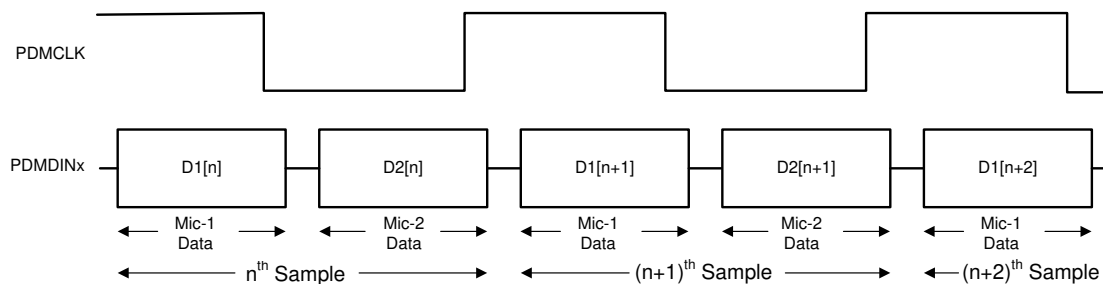 PDMCLK
PDMDINx
D1[n]
D2[n]
D1[n+1]
D2[n+1]
D1[n+2]
Mic-1
Data
Mic-2
Data
Mic-1
Data
Mic-2
Data
Mic-1
Data
nth Sample
(n+1)th Sample
(n+2)th Sample